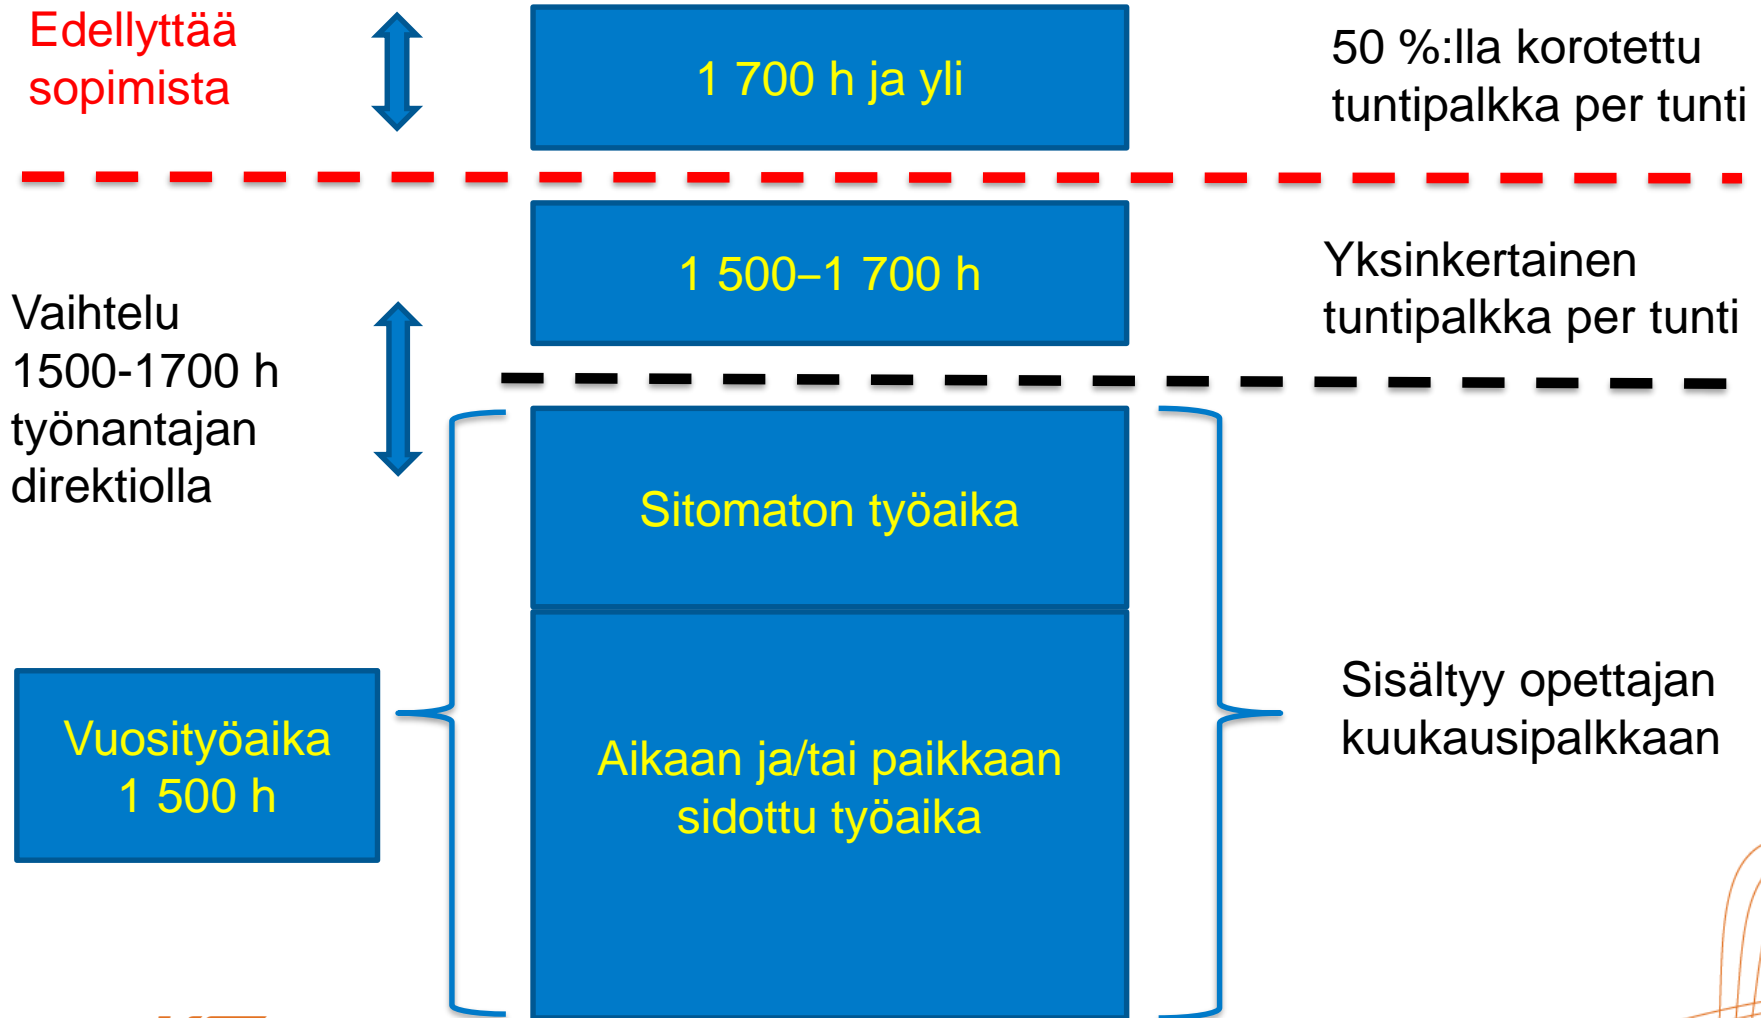 Edellyttää
sopimista
1 700 h ja yli
50 %:lla korotettu
tuntipalkka per tunti
1 500–1 700 h
Yksinkertainen
tuntipalkka per tunti
Vaihtelu
1500-1700 h
työnantajan
direktiolla
Sitomaton työaika
Vuosityöaika
1 500 h
Aikaan ja/tai paikkaan
sidottu työaika
Sisältyy opettajan
kuukausipalkkaan